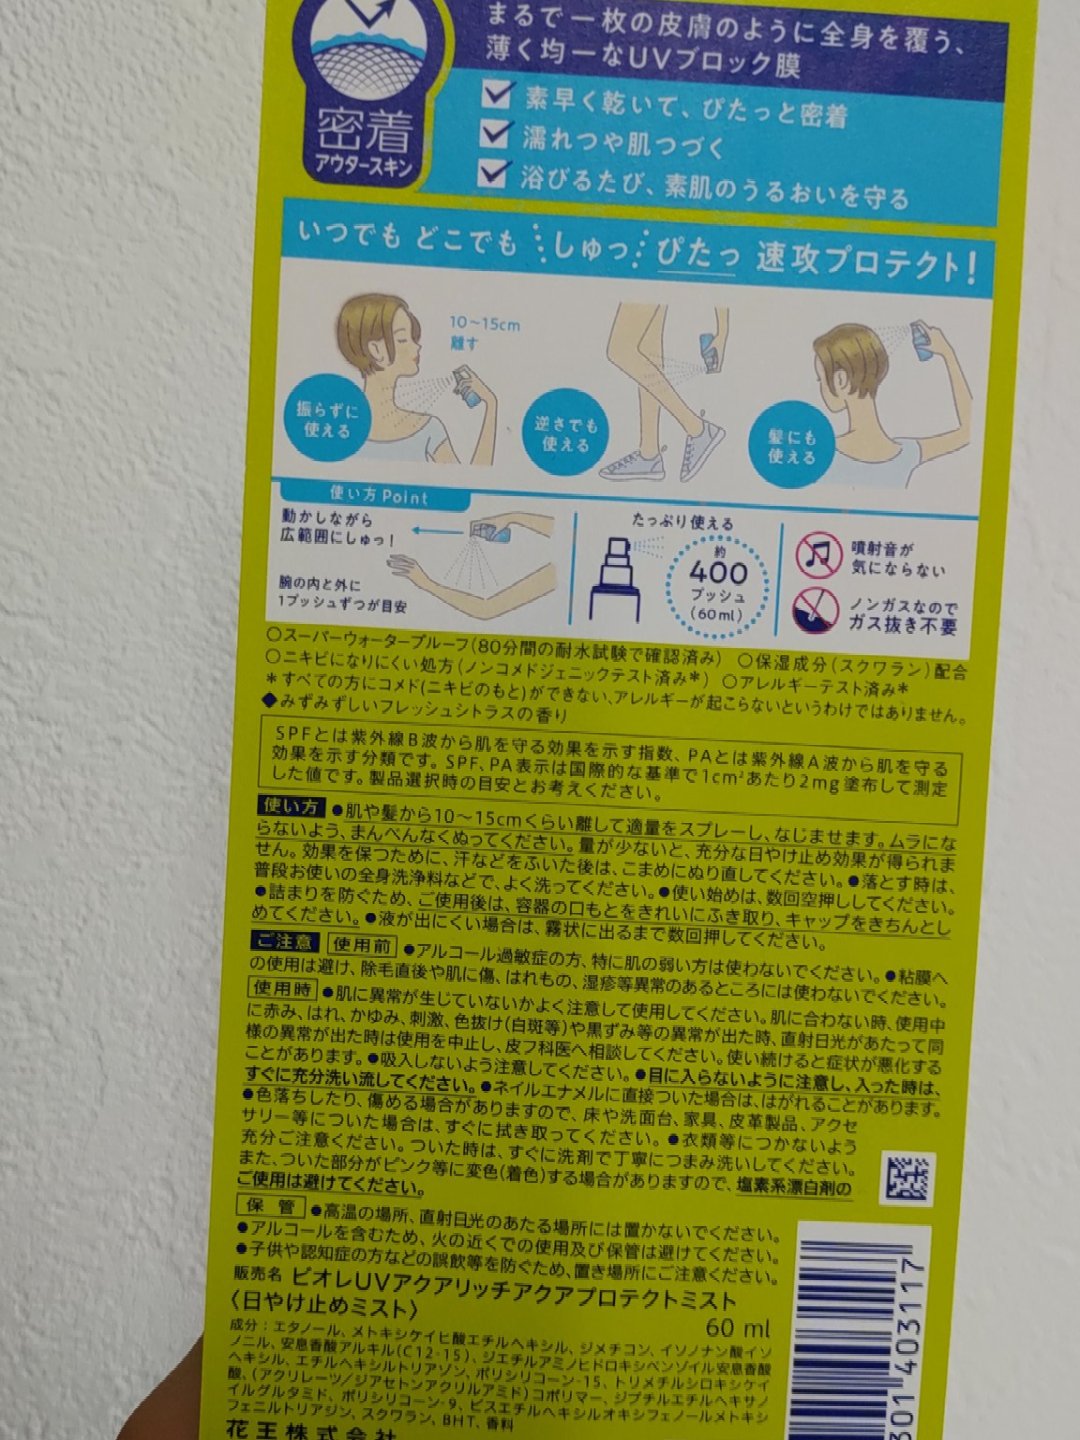 まるで一枚の皮膚のように全身を覆う、
薄く均一なUVブロック膜
素早く乾いて、ぴたっと密着
濡れつや肌つづく
浴びるたび、素肌のうるおいを守る
密着
アウタースキン
いつでも どこでも しゅっ ぴたっ 速攻プロテクト!
10〜15cm
離す
振らずに
使える
逆さでも
使える
髪にも
使える
使い方Point
動かしながら
広範囲にしゅっ!
腕の内と外に
1プッシュずつが目安
たっぷり使える
約
400
プッシュ
(60ml)
噴射音が
気にならない
ノンガスなので
ガス抜き不要
○スーパーウォータープルーフ(80分間の耐水試験で確認済み) ○保湿成分(スクワラン)配合
○ニキビになりにくい処方(ノンコメドジェニックテスト済み*) ○アレルギーテスト済み*
*すべての方にコメド(ニキビのもと)ができない、アレルギーが起こらないというわけではありません。
◆みずみずしいフレッシュシトラスの香り
SPFとは紫外線B波から肌を守る効果を示す指数、PAとは紫外線A波から肌を守る
効果を示す分類です。SPF、PA表示は国際的な基準で1cm²あたり2mg塗布して測定
した値です。製品選択時の目安とお考えください。
使い方 ●肌や髪から10〜15cmくらい離して適量をスプレーし、なじませます。ムラにな
らないよう、まんべんなくぬってください。量が少ないと、充分な日やけ止め効果が得られま
せん。効果を保つために、汗などをふいた後は、こまめにぬり直してください。●落とす時は、
普段お使いの全身洗浄料などで、よく洗ってください。●使い始めは、数回空押ししてください。
●詰まりを防ぐため、ご使用後は、容器の口もとをきれいにふき取り、キャップをきちんとし
めてください。●液が出にくい場合は、霧状に出るまで数回押してください。
ご注意 使用前 ●アルコール過敏症の方、特に肌の弱い方は使わないでください。●粘膜へ
の使用は避け、除毛直後や肌に傷、はれもの、湿疹等異常のあるところには使わないでください。
使用時 ●肌に異常が生じていないかよく注意して使用してください。肌に合わない時、使用中
に赤み、はれ、かゆみ、刺激、色抜け(白斑等)や黒ずみ等の異常が出た時、直射日光があたって同
様の異常が出た時は使用を中止し、皮フ科医へ相談してください。使い続けると症状が悪化する
ことがあります。●吸入しないよう注意してください。●目に入らないように注意し、入った時は、
すぐに充分洗い流してください。●ネイルエナメルに直接ついた場合は、はがれることがあります。
●色落ちしたり、傷める場合がありますので、床や洗面台、家具、皮革製品、アクセ
サリー等についた場合は、すぐに拭き取ってください。●衣類等につかないよう
充分ご注意ください。ついた時は、すぐに洗剤で丁寧につまみ洗いしてください。
また、ついた部分がピンク等に変色(着色)する場合がありますので、塩素系漂白剤の
ご使用は避けてください。
保管 ●高温の場所、直射日光のあたる場所には置かないでください。
●アルコールを含むため、火の近くでの使用及び保管は避けてください。
●子供や認知症の方などの誤飲等を防ぐため、置き場所にご注意ください。
販売名 ビオレUVアクアリッチアクアプロテクトミスト
〈日やけ止めミスト〉
60 ml
成分:エタノール、メトキシケイヒ酸エチルヘキシル、ジメチコン、イソノナン酸イソ
ノニル、安息香酸アルキル(C12-15)、ジエチルアミノヒドロキシベンゾイル安息香酸
ヘキシル、エチルヘキシルトリアゾン、ポリシリコーン-15、トリメチルシロキシケイ
酸、(アクリレーツ/ジアセトンアクリルアミド)コポリマー、ジブチルエチルヘキサノ
イルグルタミド、ポリシリコーン-9、ビスエチルヘキシルオキシフェノールメトキシ
フェニルトリアジン、スクワラン、BHT、香料
花王株式会社
301 403117